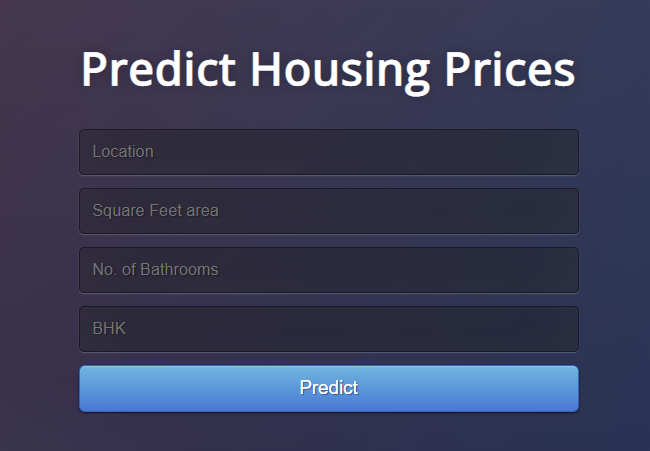 Predict Housing Prices
Location
Square Feet area
No. of Bathrooms
BHK
Predict